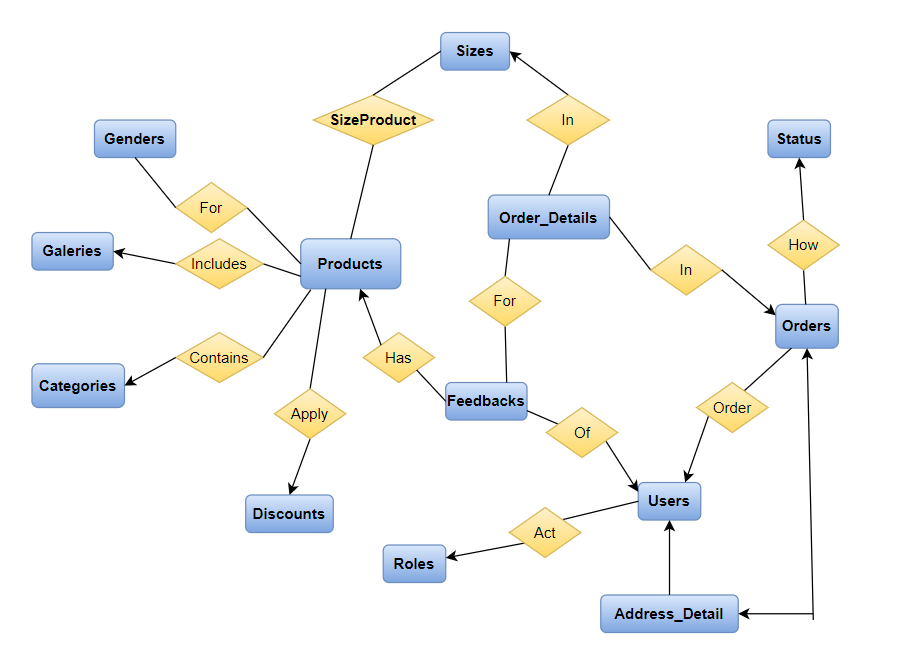 Sizes
SizeProduct
In
Genders
Status
For
Order_Details
How
Galeries
Includes
Products
In
For
Orders
Categories
Contains
Has
Feedbacks
Apply
Order
Of
Discounts
Users
Act
Roles
Address_Detail